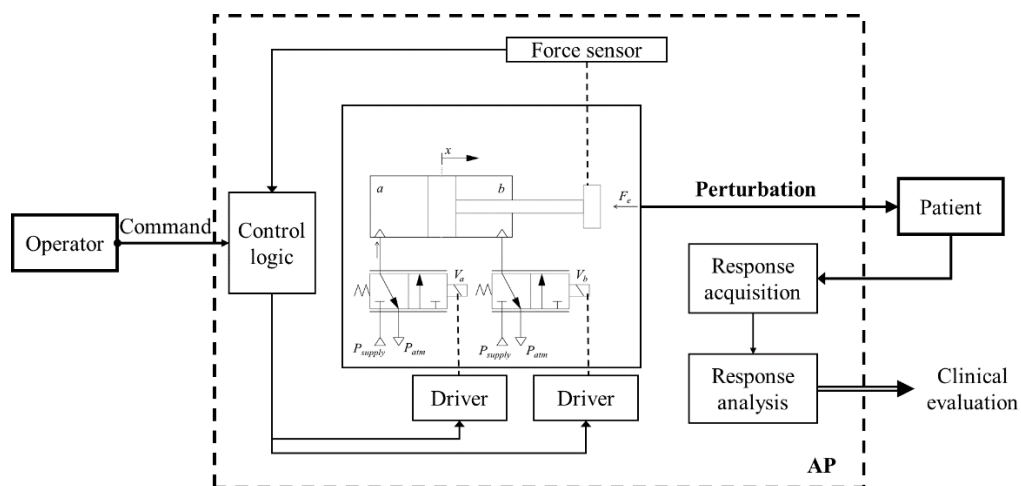 Force sensor
x
a
b
F_e
Perturbation
Operator
Command
Control
logic
Patient
Response
acquisition
V_a
V_b
P_supply
P_atm
P_supply
P_atm
Driver
Driver
Response
analysis
Clinical
evaluation
AP